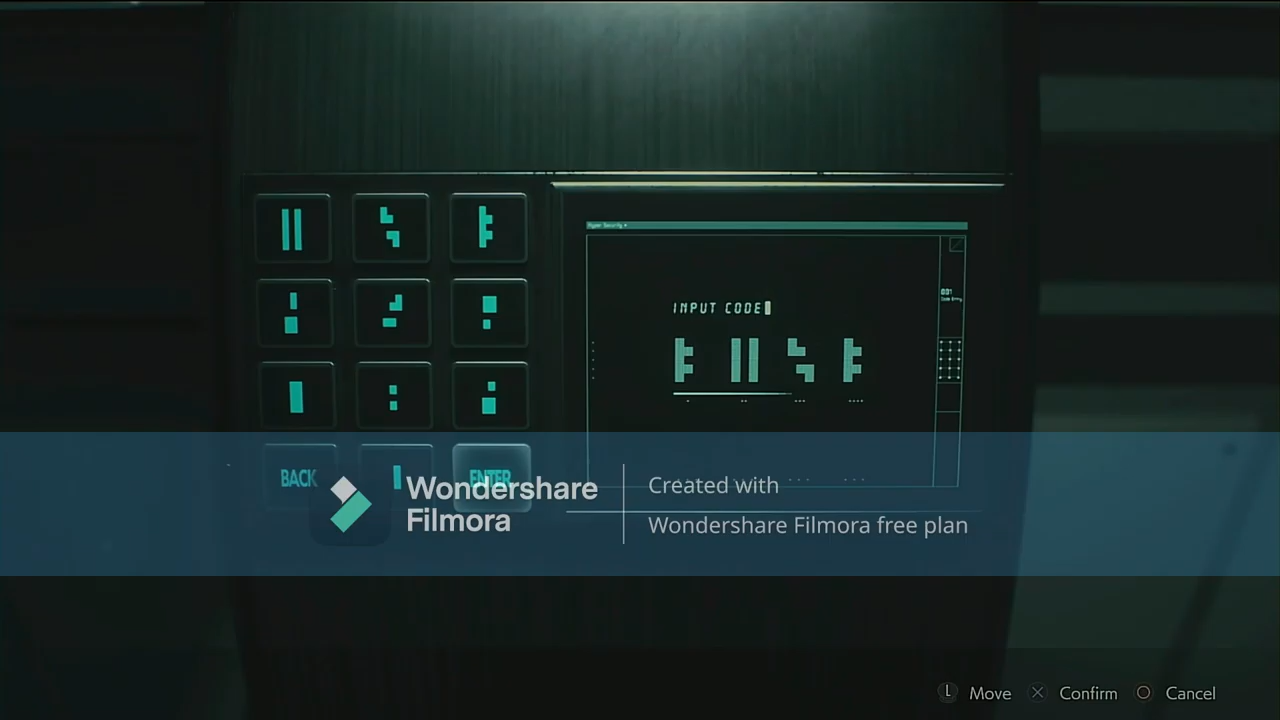 INPUT CODE
BACK
ENTER
Wondershare
Filmora
Created with
Wondershare Filmora free plan
L Move Confirm Cancel